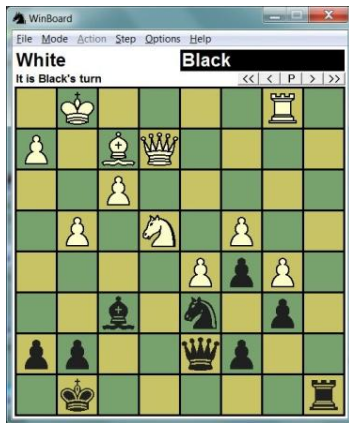 WinBoard
File Mode Action Step Options Help
White Black
It is Black's turn << < P > >>